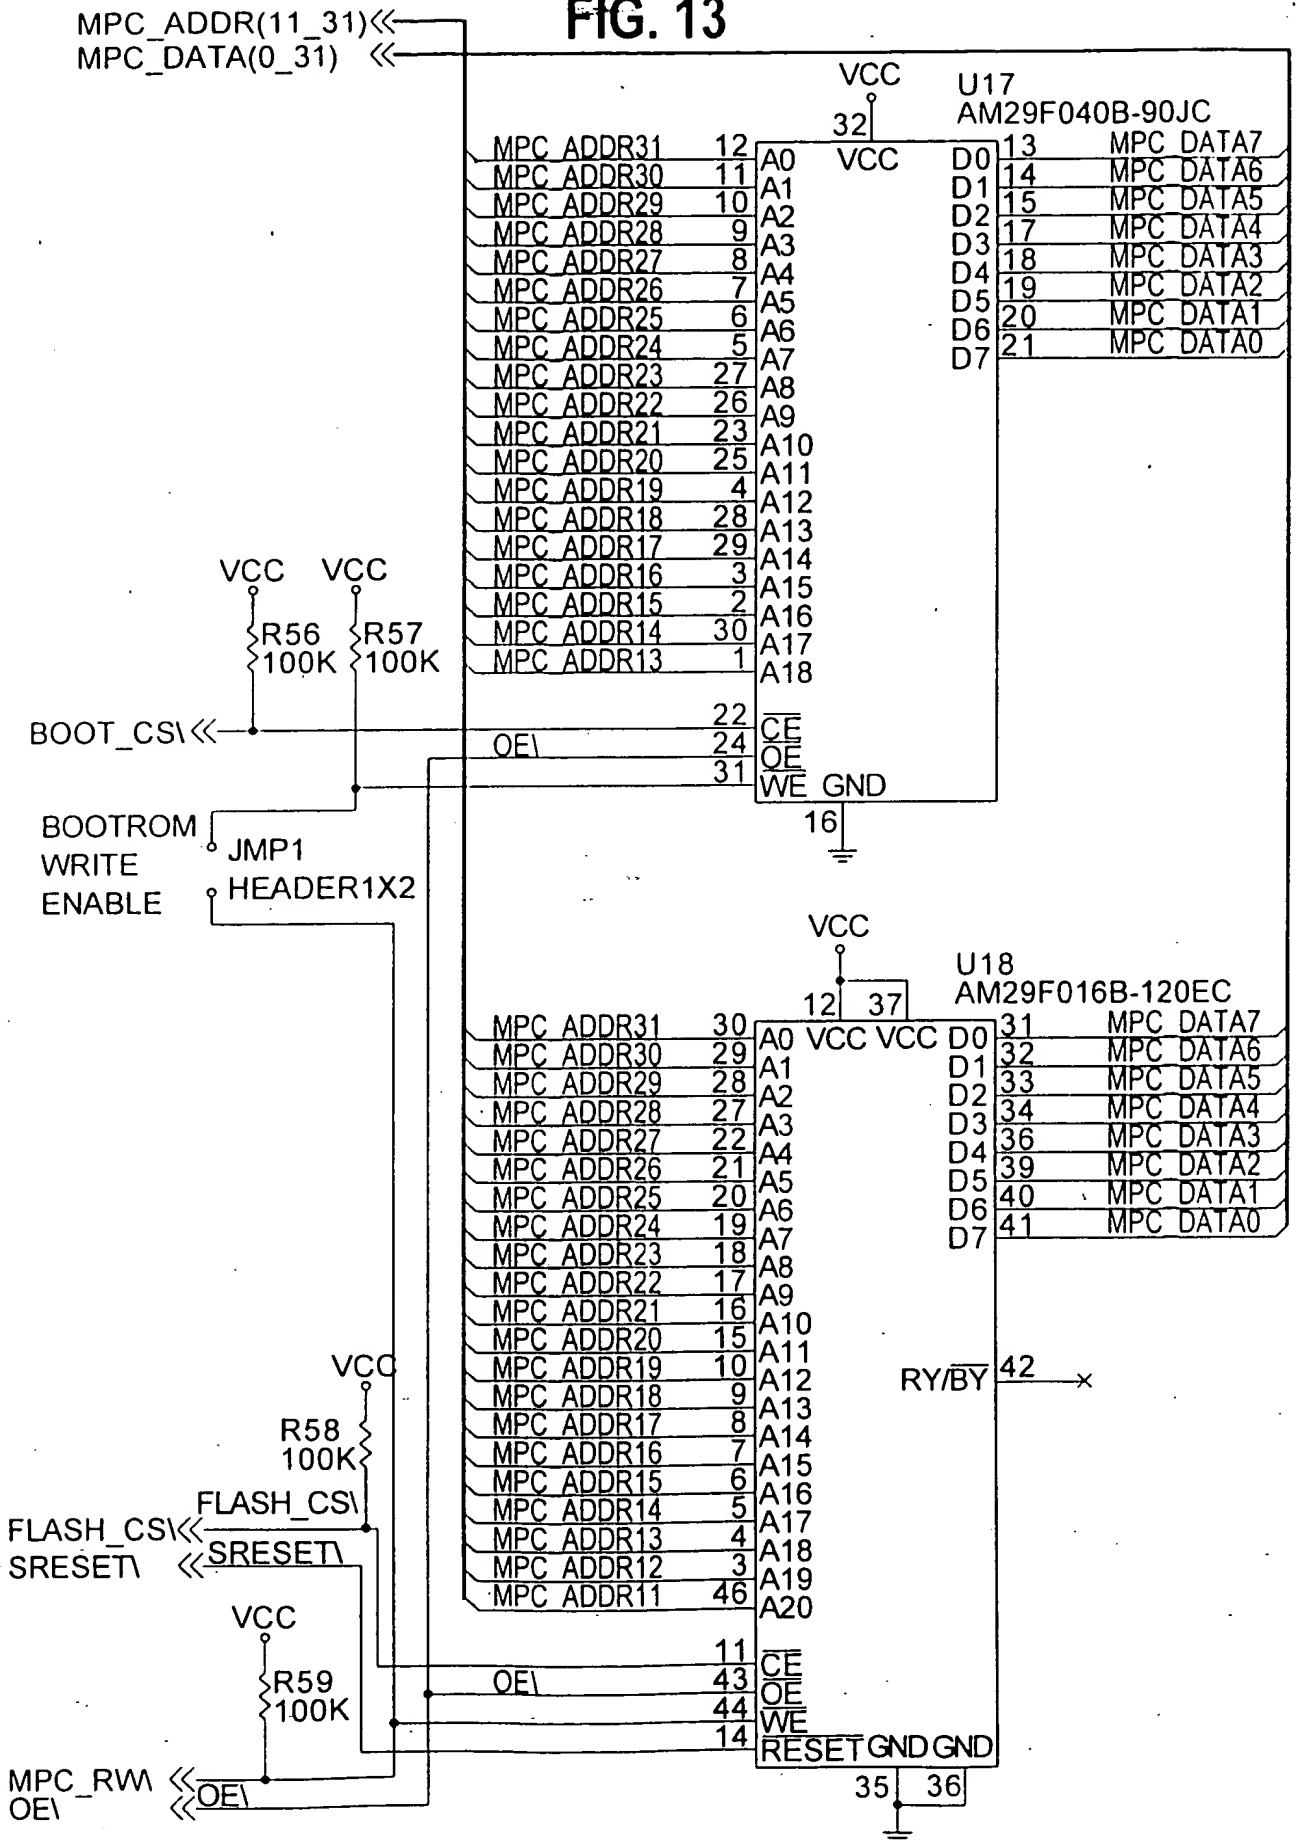 FIG. 13
MPC_ADDR(11_31)
MPC_DATA(0_31)
VCC
U17
AM29F040B-90JC
32
VCC
MPC_ADDR31 12 A0 D0 13 MPC_DATA7
MPC_ADDR30 11 A1 D1 14 MPC_DATA6
MPC_ADDR29 10 A2 D2 15 MPC_DATA5
MPC_ADDR28 9 A3 D3 17 MPC_DATA4
MPC_ADDR27 8 A4 D4 18 MPC_DATA3
MPC_ADDR26 7 A5 D5 19 MPC_DATA2
MPC_ADDR25 6 A6 D6 20 MPC_DATA1
MPC_ADDR24 5 A7 D7 21 MPC_DATA0
MPC_ADDR23 27 A8
MPC_ADDR22 26 A9
MPC_ADDR21 23 A10
MPC_ADDR20 25 A11
MPC_ADDR19 4 A12
MPC_ADDR18 28 A13
MPC_ADDR17 29 A14
MPC_ADDR16 3 A15
MPC_ADDR15 2 A16
MPC_ADDR14 30 A17
MPC_ADDR13 1 A18
VCC VCC
R56 R57
100K 100K
BOOT_CS\ 22 CE
OE\ 24 OE
31 WE GND
16
BOOTROM
WRITE
ENABLE
JMP1
HEADER1X2
VCC
U18
AM29F016B-120EC
12 37
VCC VCC
MPC_ADDR31 30 A0 D0 31 MPC_DATA7
MPC_ADDR30 29 A1 D1 32 MPC_DATA6
MPC_ADDR29 28 A2 D2 33 MPC_DATA5
MPC_ADDR28 27 A3 D3 34 MPC_DATA4
MPC_ADDR27 22 A4 D4 36 MPC_DATA3
MPC_ADDR26 21 A5 D5 39 MPC_DATA2
MPC_ADDR25 20 A6 D6 40 MPC_DATA1
MPC_ADDR24 19 A7 D7 41 MPC_DATA0
MPC_ADDR23 18 A8
MPC_ADDR22 17 A9
MPC_ADDR21 16 A10
MPC_ADDR20 15 A11
MPC_ADDR19 10 A12 RY/BY 42
MPC_ADDR18 9 A13
MPC_ADDR17 8 A14
MPC_ADDR16 7 A15
MPC_ADDR15 6 A16
MPC_ADDR14 5 A17
MPC_ADDR13 4 A18
MPC_ADDR12 3 A19
MPC_ADDR11 46 A20
VCC
R58
100K
FLASH_CS\ FLASH_CS\
SRESET\ SRESET\
VCC
R59
100K
11 CE
OE\ 43 OE
44 WE
14 RESET GND GND
35 36
MPC_RW\
OE\ OE\